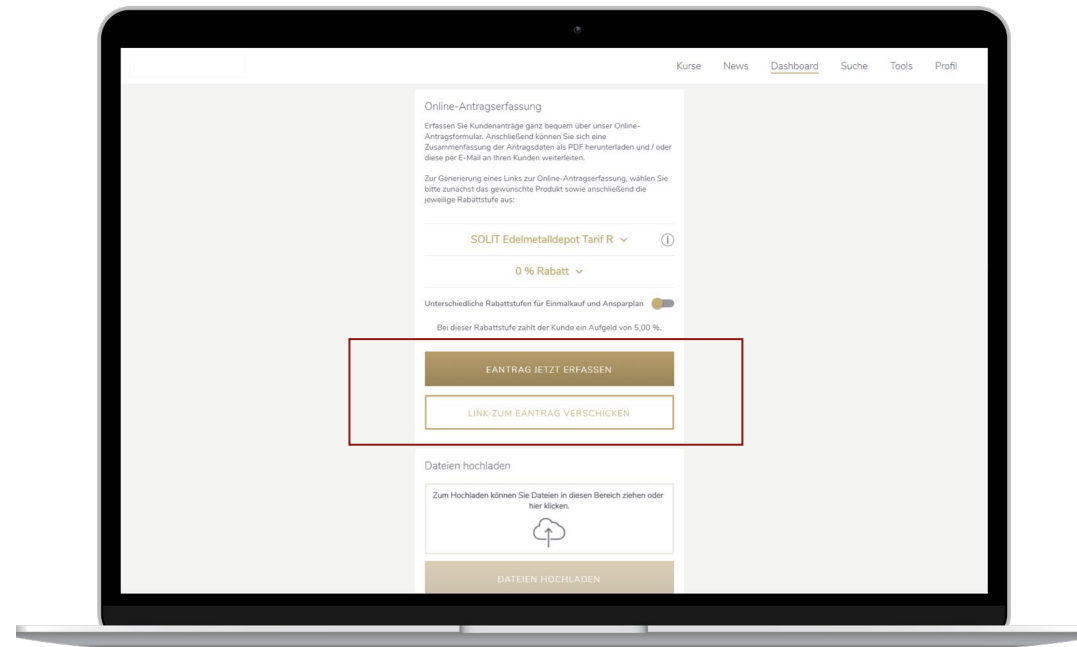 Kurse News Dashboard Suche Tools Profil
Online-Antragserfassung
Erfassen Sie Kundenanträge ganz bequem über unser Online-
Antragsformular. Anschließend können Sie sich eine
Zusammenfassung der Antragsdaten als PDF herunterladen und / oder
diese per E-Mail an Ihren Kunden weiterleiten.
Zur Generierung eines Links zur Online-Antragserfassung, wählen Sie
bitte zunächst das gewünschte Produkt sowie anschließend die
jeweilige Rabattstufe aus:
SOLIT Edelmetalldepot Tarif R
0 % Rabatt
Unterschiedliche Rabattstufen für Einmalkauf und Ansparplan
Bei dieser Rabattstufe zahlt der Kunde ein Aufgeld von 5,00 %.
EANTRAG JETZT ERFASSEN
LINK ZUM EANTRAG VERSCHICKEN
Dateien hochladen
Zum Hochladen können Sie Dateien in diesen Bereich ziehen oder
hier klicken.
DATEIEN HOCHLADEN